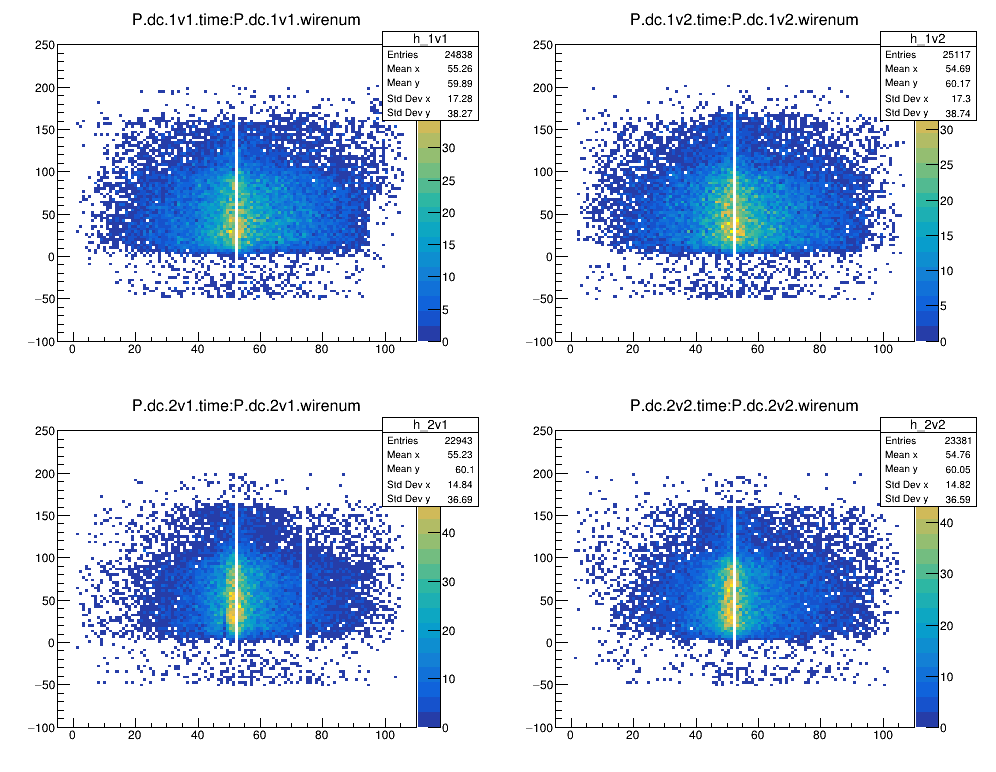 P.dc.1v1.time:P.dc.1v1.wirenum
h_1v1
Entries 24838
Mean x 55.26
Mean y 59.89
Std Dev x 17.28
Std Dev y 38.27
250
200
150
100
50
0
−50
−100
0 20 40 60 80 100
30
25
20
15
10
5
0
P.dc.1v2.time:P.dc.1v2.wirenum
h_1v2
Entries 25117
Mean x 54.69
Mean y 60.17
Std Dev x 17.3
Std Dev y 38.74
250
200
150
100
50
0
−50
−100
0 20 40 60 80 100
30
25
20
15
10
5
0
P.dc.2v1.time:P.dc.2v1.wirenum
h_2v1
Entries 22943
Mean x 55.23
Mean y 60.1
Std Dev x 14.84
Std Dev y 36.69
250
200
150
100
50
0
−50
−100
0 20 40 60 80 100
40
30
20
10
0
P.dc.2v2.time:P.dc.2v2.wirenum
h_2v2
Entries 23381
Mean x 54.76
Mean y 60.05
Std Dev x 14.82
Std Dev y 36.59
250
200
150
100
50
0
−50
−100
0 20 40 60 80 100
40
30
20
10
0